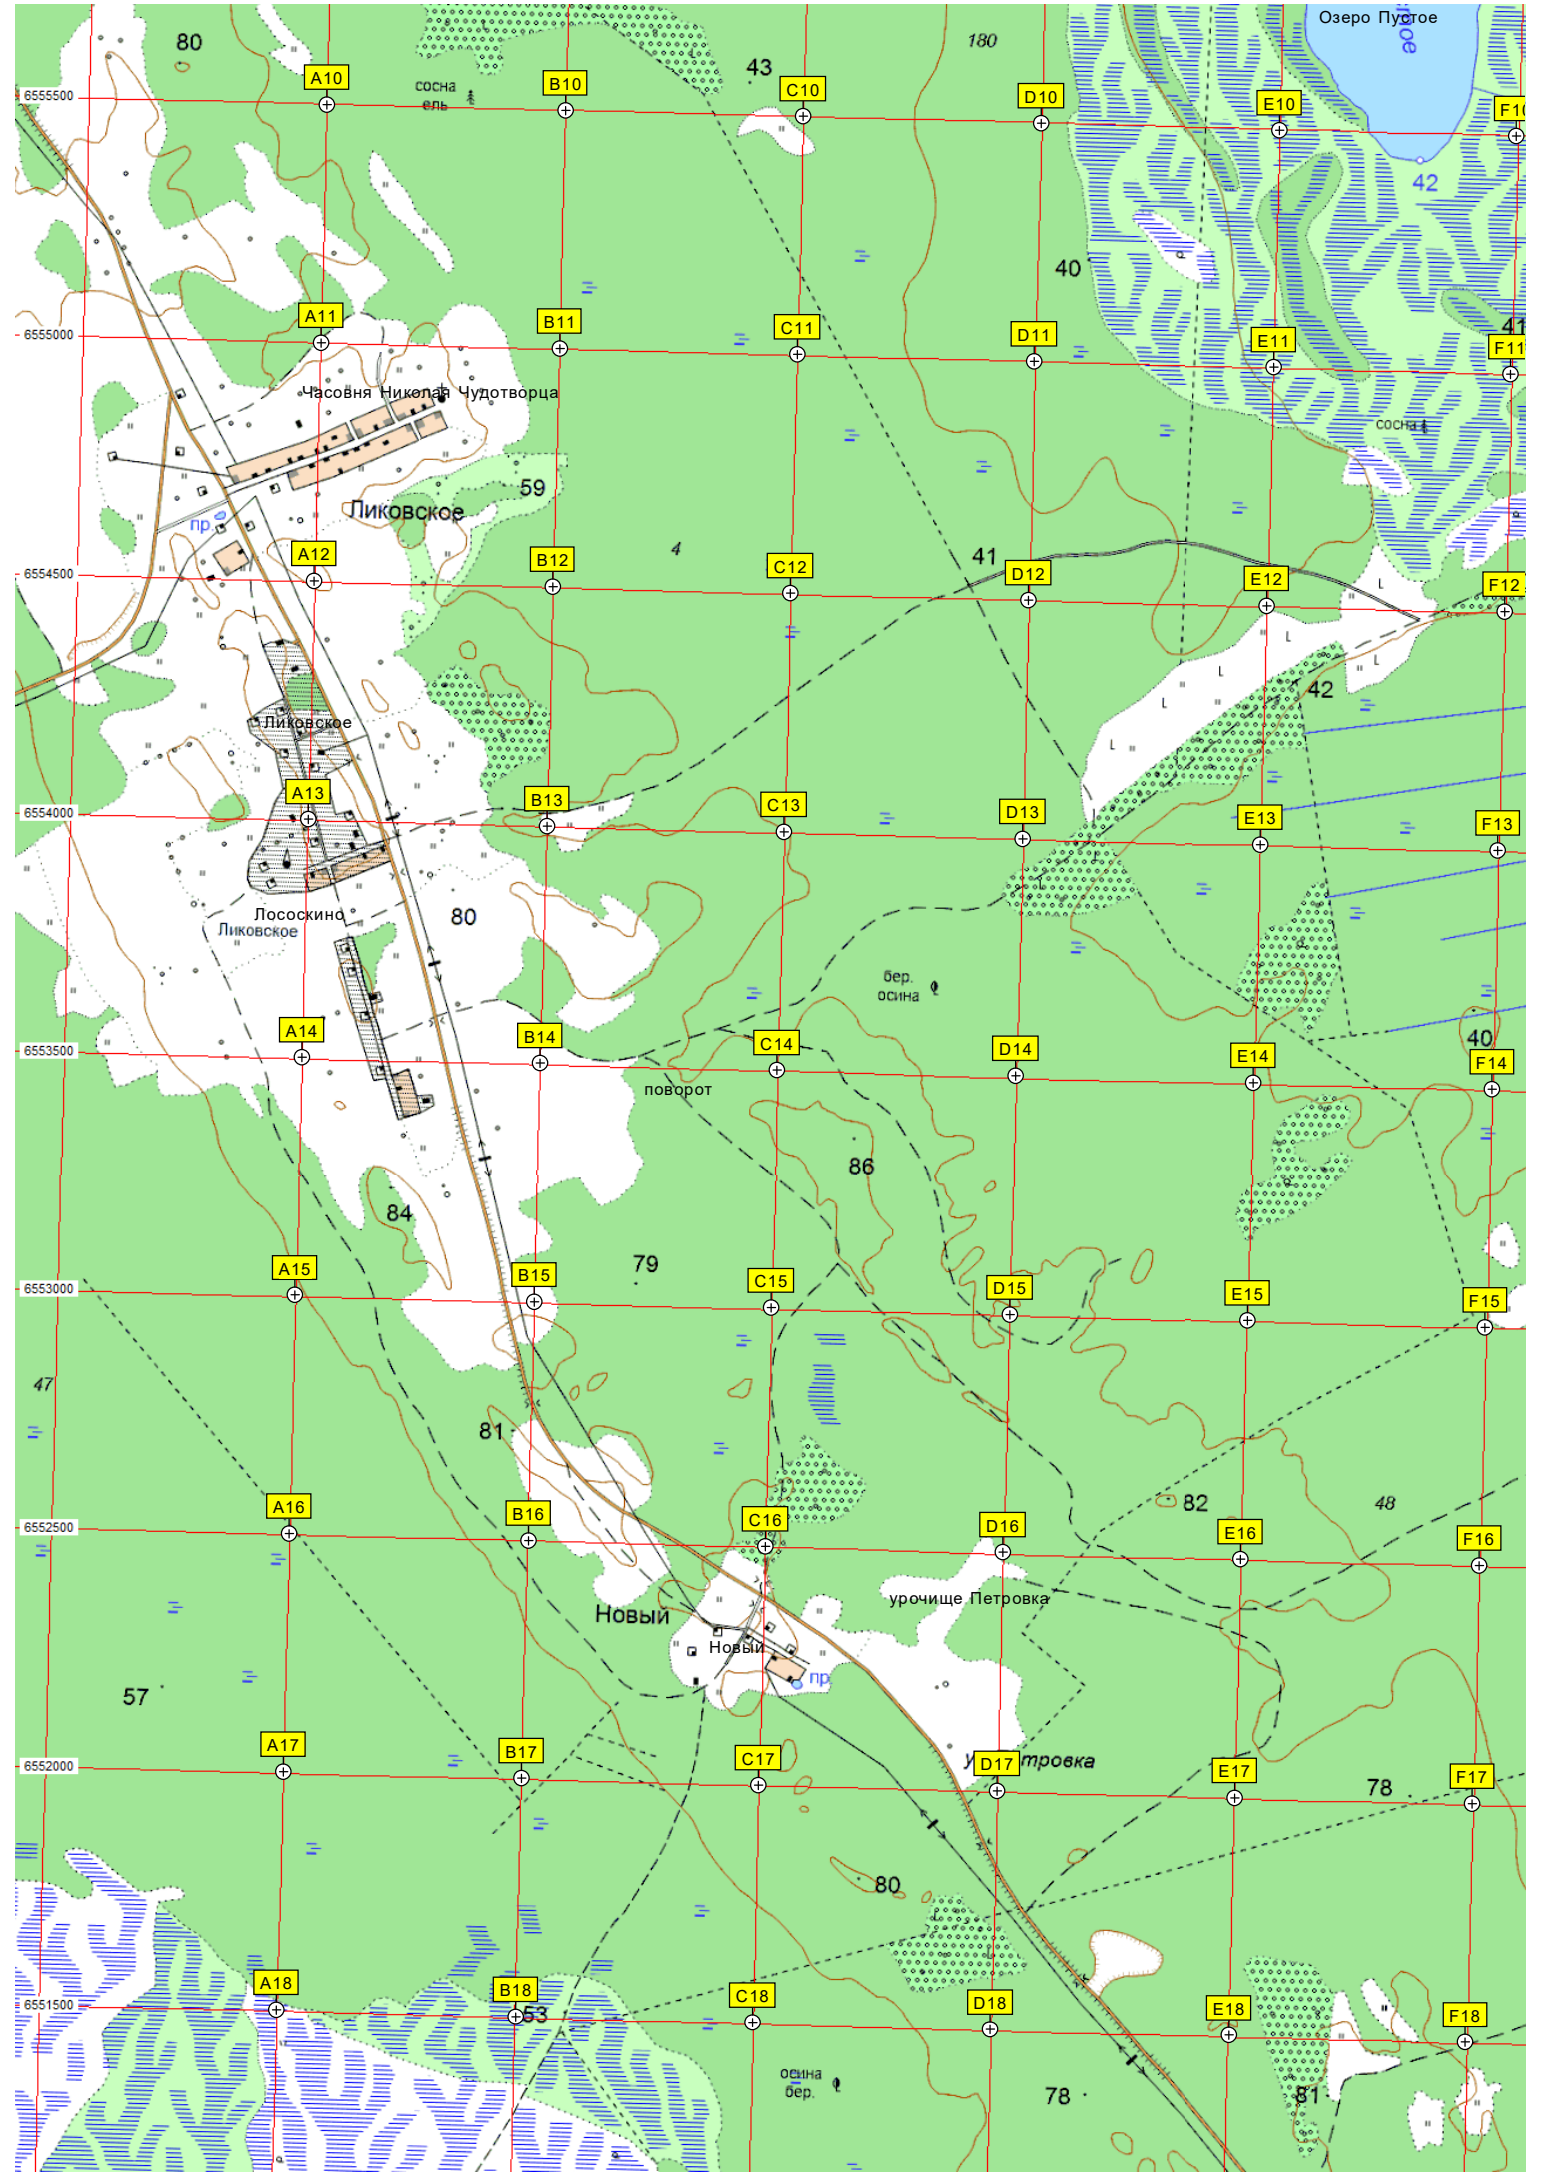 Озеро Пустое
80
180
43
A10
сосна
ель
B10
C10
D10
E10
F10
6555500
42
40
A11
B11
C11
D11
E11
41
F11
6555000
Часовня Николая Чудотворца
сосна
59
Ликовское
пр
4
41
A12
B12
C12
D12
E12
F12
6554500
42
Ликовское
A13
B13
C13
D13
E13
F13
6554000
80
Лососкино
Ликовское
бер.
осина
A14
B14
C14
D14
E14
40
F14
6553500
поворот
86
84
79
A15
B15
C15
D15
E15
F15
6553000
47
81
82
48
A16
B16
C16
D16
E16
F16
6552500
урочище Петровка
Новый
Новый
пр
57
A17
B17
C17
D17
E17
F17
6552000
78
80
A18
B18
C18
D18
E18
F18
6551500
53
осина
бер.
78
81